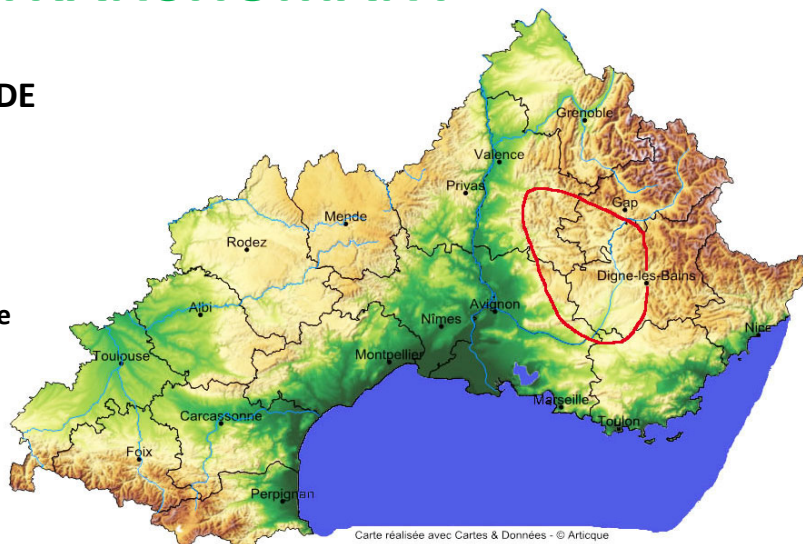 DE
Grenoble
Valence
Privas
Gap
Mende
Rodez
Digne-les-Bains
Albi
Avignon
e
Nîmes
Nice
Toulouse
Montpellier
Marseille
Carcassonne
Toulon
Foix
Perpignan
Carte réalisée avec Cartes & Données - © Articque